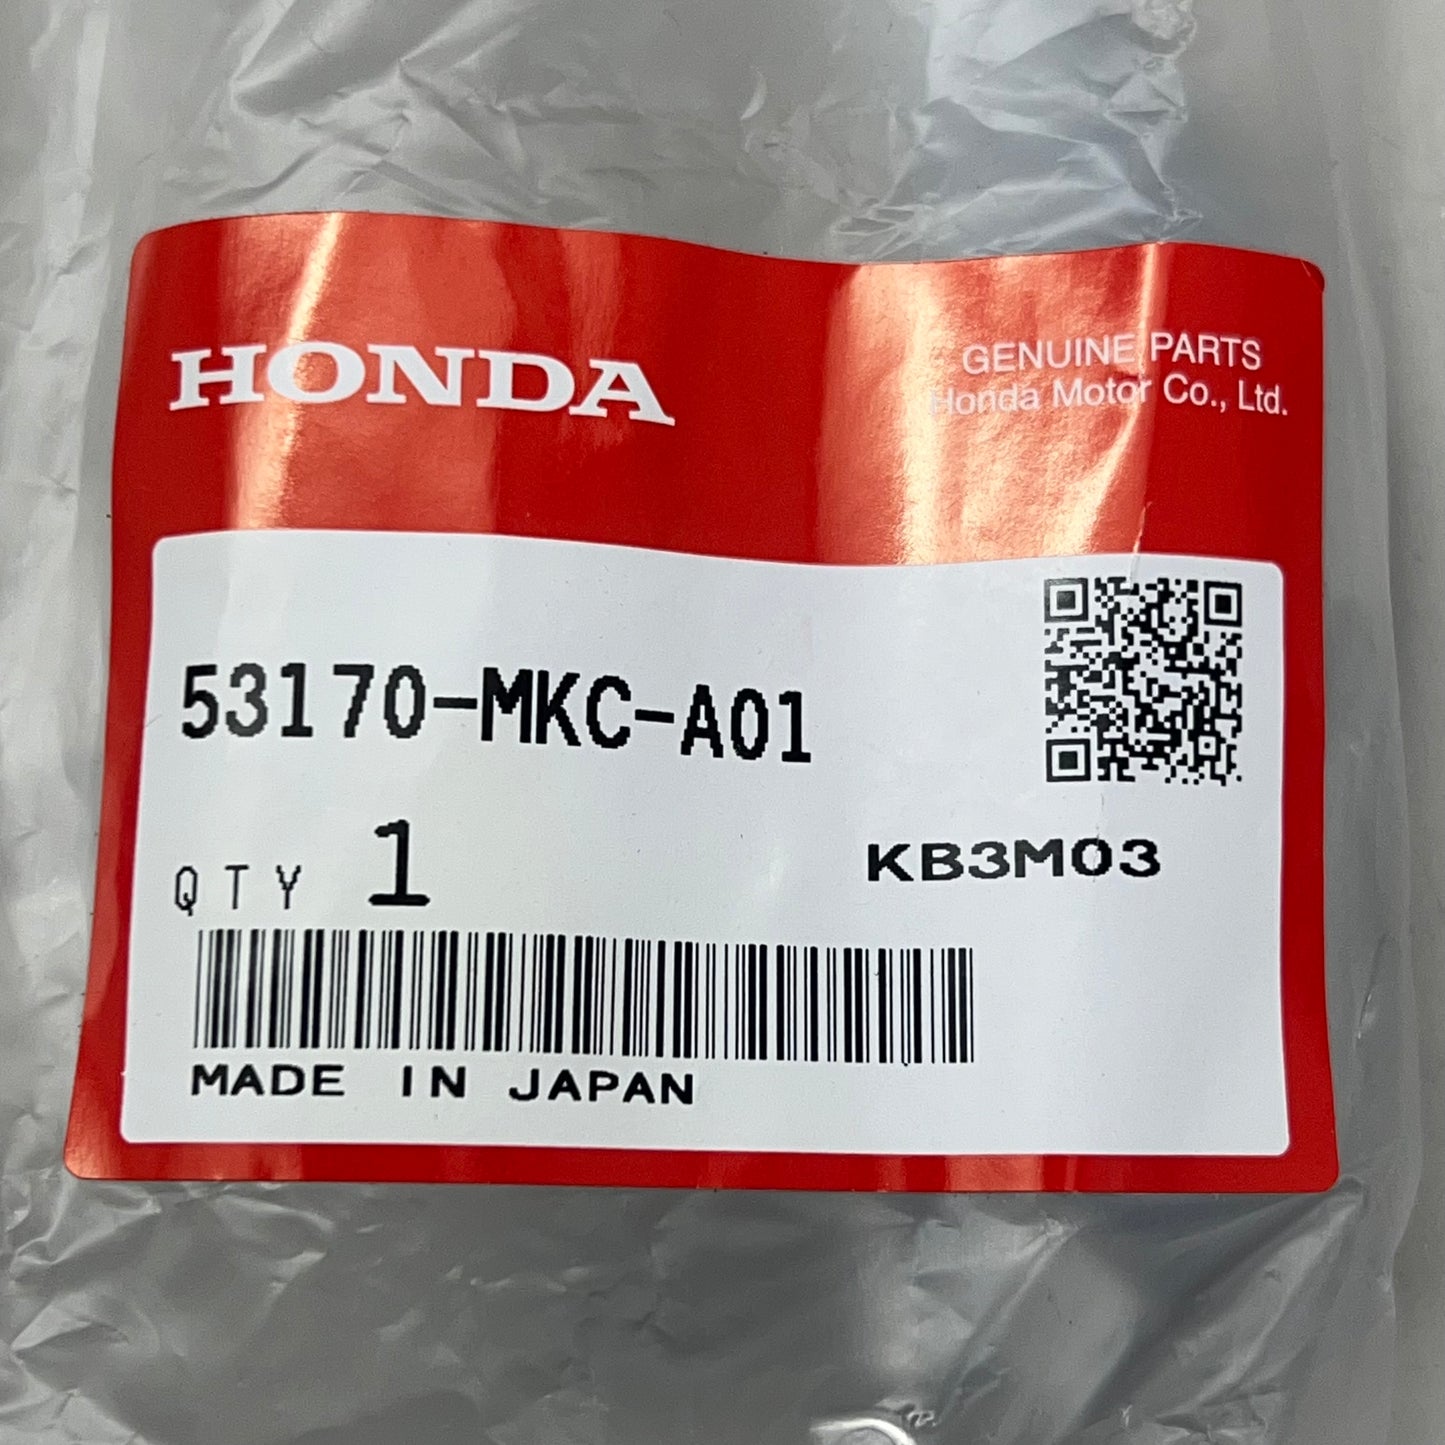 HONDA
GENUINE PARTS
Honda Motor Co., Ltd.
53170-MKC-A01
QTY 1
KB3M03
MADE IN JAPAN